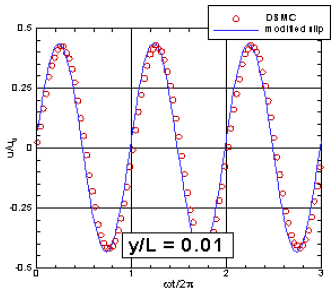 DSMC
modified slip
0.5
0.25
0
-0.25
-0.5
u/u₀
y/L = 0.01
0 1 2 3
ωt/2π